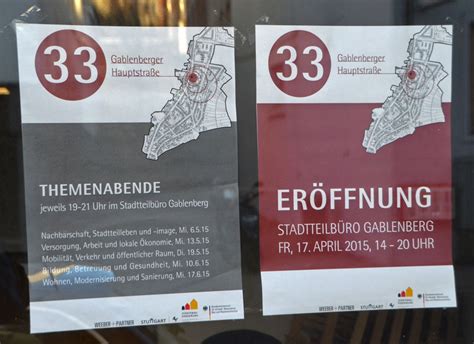 33
Gablenberger
Hauptstraße
THEMENABENDE
jeweils 19-21 Uhr im Stadtteilbüro Gablenberg
Nachbarschaft, Stadtteilleben und -image, Mi. 6.5.15
Versorgung, Arbeit und lokale Ökonomie, Mi. 13.5.15
Mobilität, Verkehr und öffentlicher Raum, Di. 19.5.15
Bildung, Betreuung und Gesundheit, Mi. 10.6.15
Wohnen, Modernisierung und Sanierung, Mi. 17.6.15
WEEBER + PARTNER STUTTGART
33
Gablenberger
Hauptstraße
ERÖFFNUNG
STADTTEILBÜRO GABLENBERG
FR, 17. APRIL 2015, 14 - 20 UHR
WEEBER + PARTNER STUTTGART